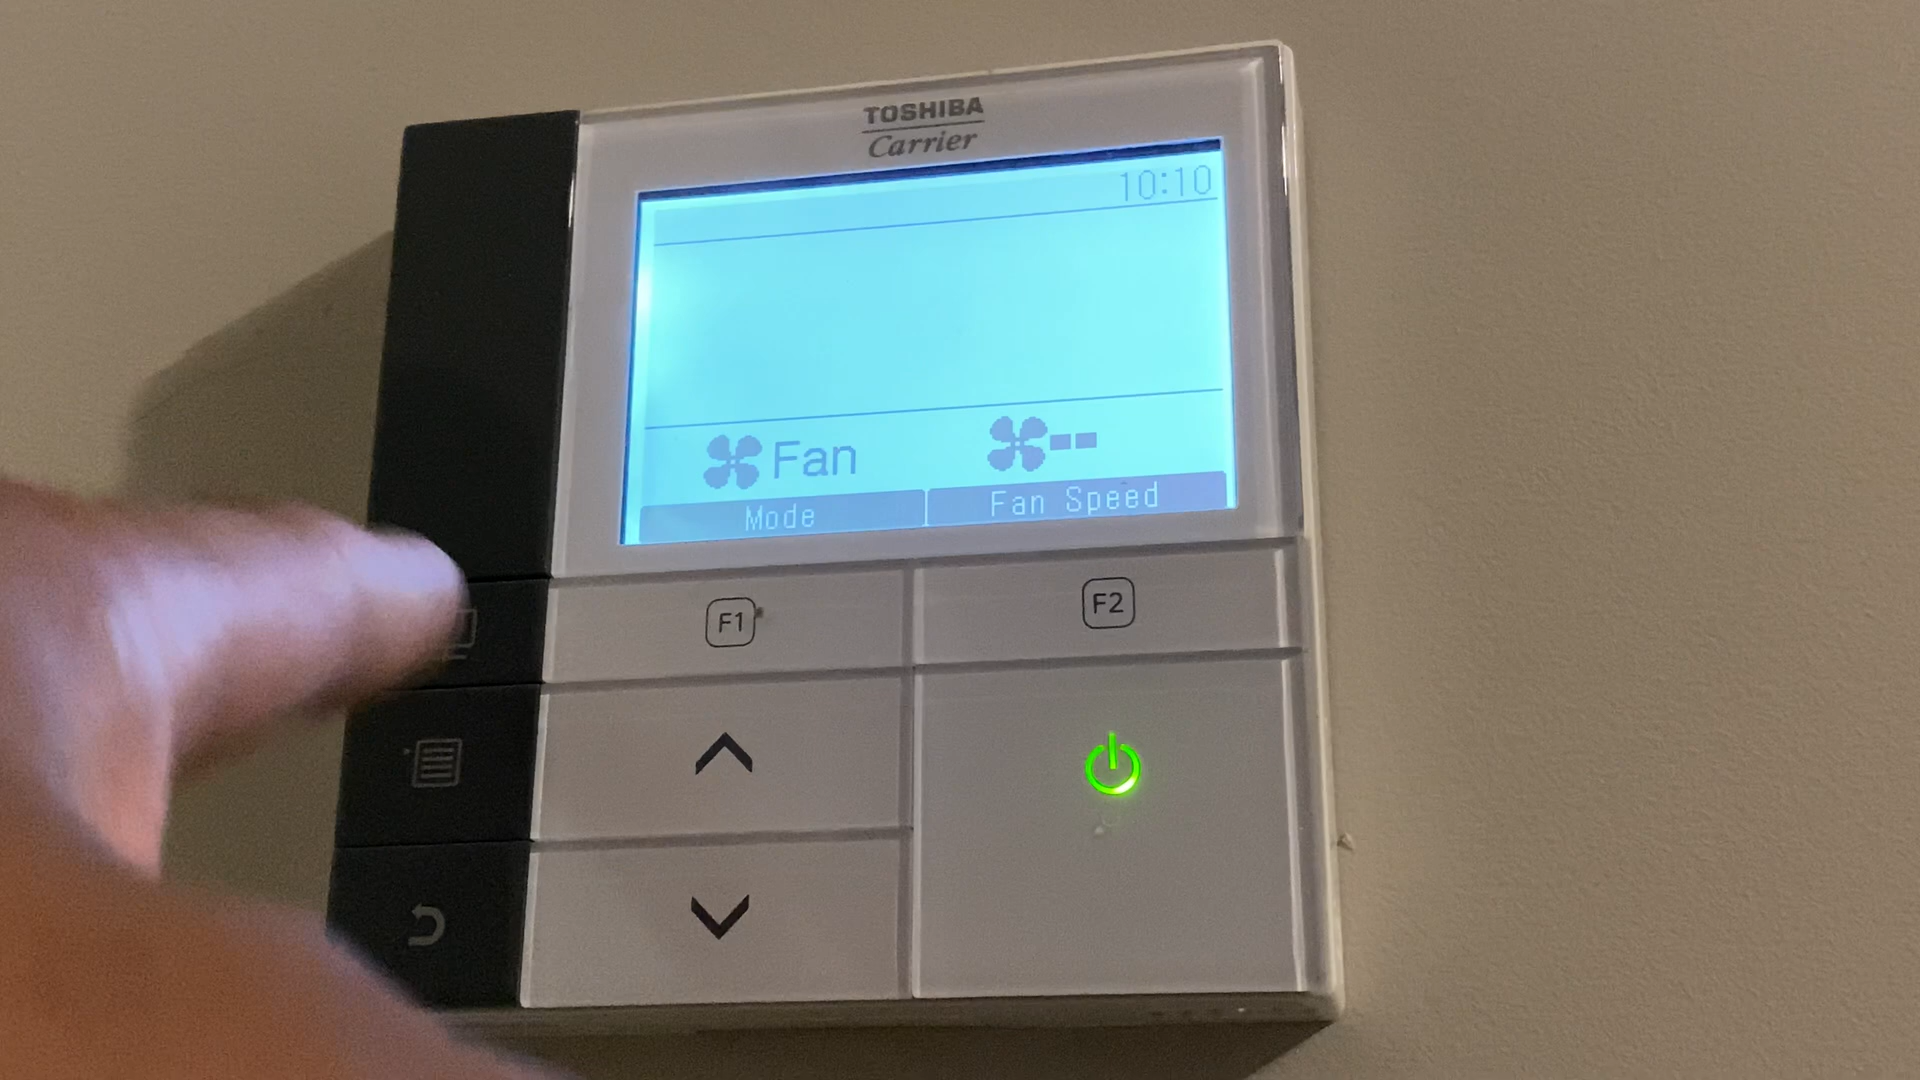 TOSHIBA
Carrier
10:10
Fan
Mode
Fan Speed
F1
F2